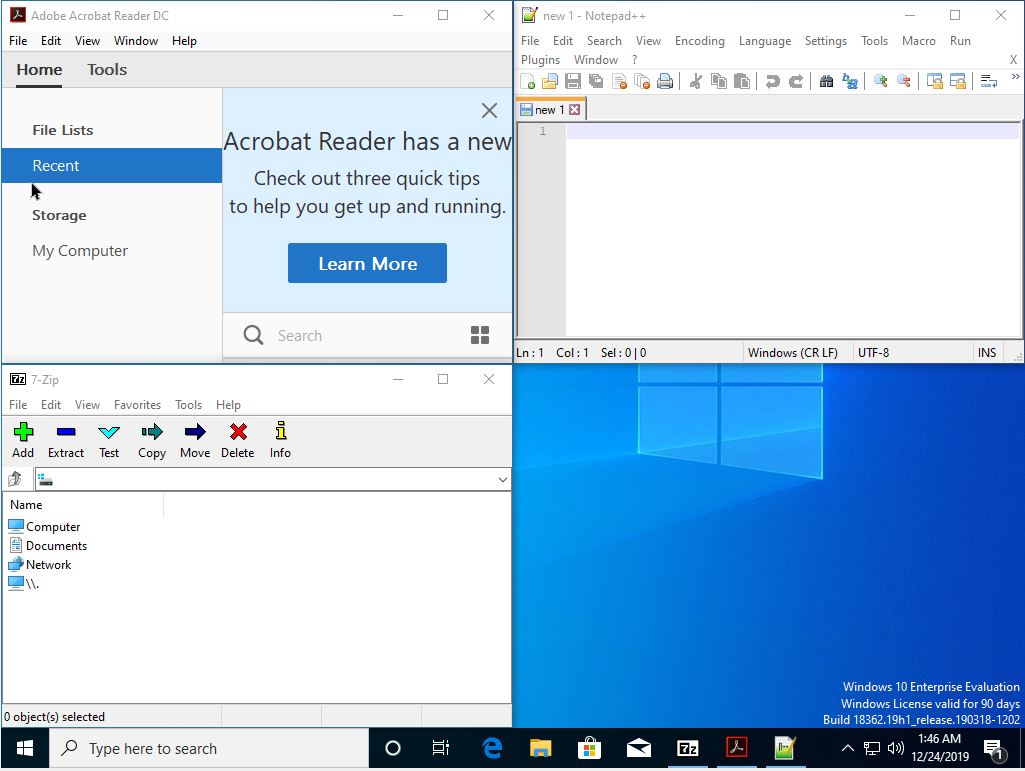 Adobe Acrobat Reader DC
File Edit View Window Help
Home Tools
File Lists
Recent
Storage
My Computer
Acrobat Reader has a new
Check out three quick tips
to help you get up and running.
Learn More
Search
new 1 - Notepad++
File Edit Search View Encoding Language Settings Tools Macro Run
Plugins Window ? X
new 1
1
Ln : 1 Col : 1 Sel : 0 | 0 Windows (CR LF) UTF-8 INS
7z 7-Zip
File Edit View Favorites Tools Help
Add Extract Test Copy Move Delete Info
Name
Computer
Documents
Network
\\.
0 object(s) selected
Windows 10 Enterprise Evaluation
Windows License valid for 90 days
Build 18362.19h1_release.190318-1202
Type here to search
7z
1:46 AM
12/24/2019
1